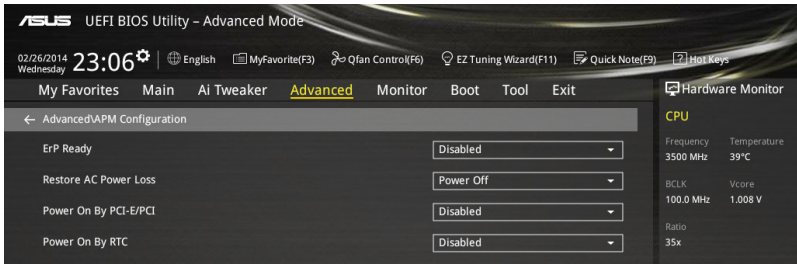 ASUS UEFI BIOS Utility – Advanced Mode
02/26/2014
Wednesday
23:06
English
MyFavorite(F3)
Qfan Control(F6)
EZ Tuning Wizard(F11)
Quick Note(F9)
? Hot Keys
My Favorites Main Ai Tweaker Advanced Monitor Boot Tool Exit
← Advanced\APM Configuration
ErP Ready Disabled
Restore AC Power Loss Power Off
Power On By PCI-E/PCI Disabled
Power On By RTC Disabled
Hardware Monitor
CPU
Frequency Temperature
3500 MHz 39°C
BCLK Vcore
100.0 MHz 1.008 V
Ratio
35x